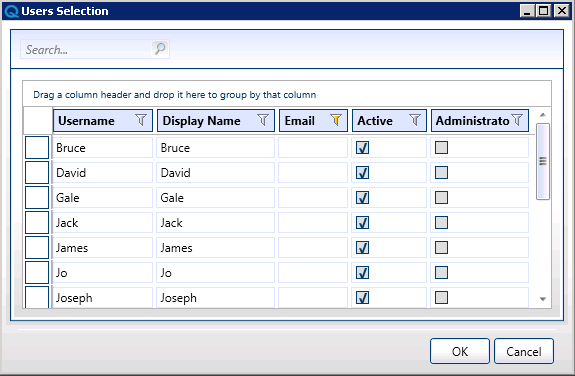 Users Selection
Search...
Drag a column header and drop it here to group by that column
Username Display Name Email Active Administrato
Bruce Bruce
David David
Gale Gale
Jack Jack
James James
Jo Jo
Joseph Joseph
OK Cancel